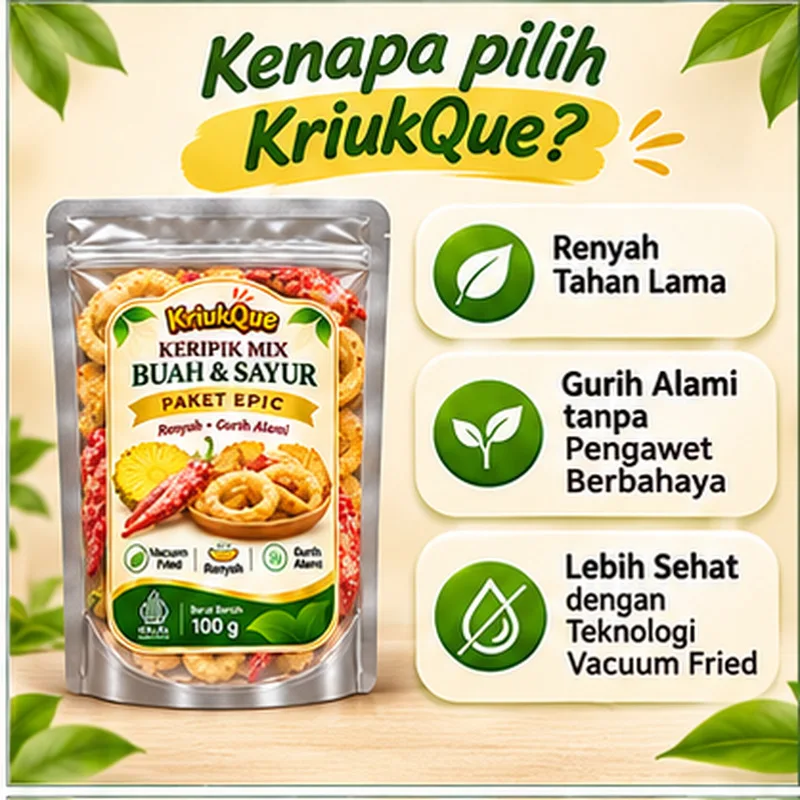 Kenapa pilih
KriukQue?
KriukQue
KERIPIK MIX
BUAH & SAYUR
PAKET EPIC
Renyah • Gurih Alami
Vacuum
Fried
Renyah
Gurih
Alami
100 g
Renyah
Tahan Lama
Gurih Alami
tanpa
Pengawet
Berbahaya
Lebih Sehat
dengan
Teknologi
Vacuum Fried